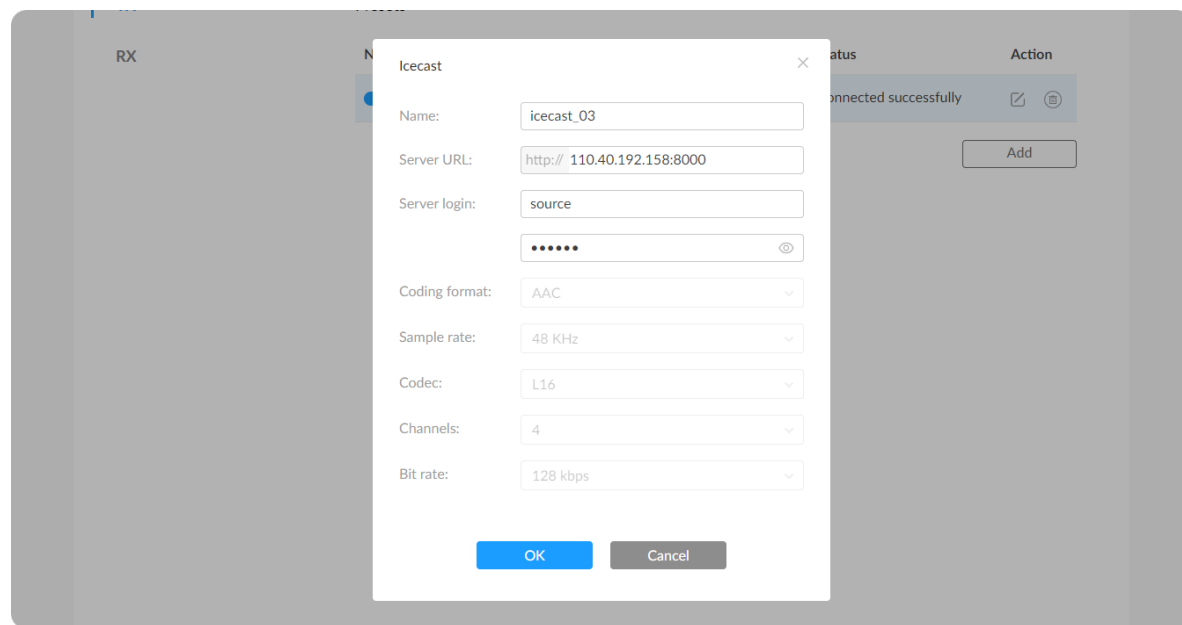 RX
Action
onnected successfully
Add
Icecast
Name:
icecast_03
Server URL:
http:// 110.40.192.158:8000
Server login:
source
••••••
Coding format:
AAC
Sample rate:
48 KHz
Codec:
L16
Channels:
4
Bit rate:
128 kbps
OK
Cancel